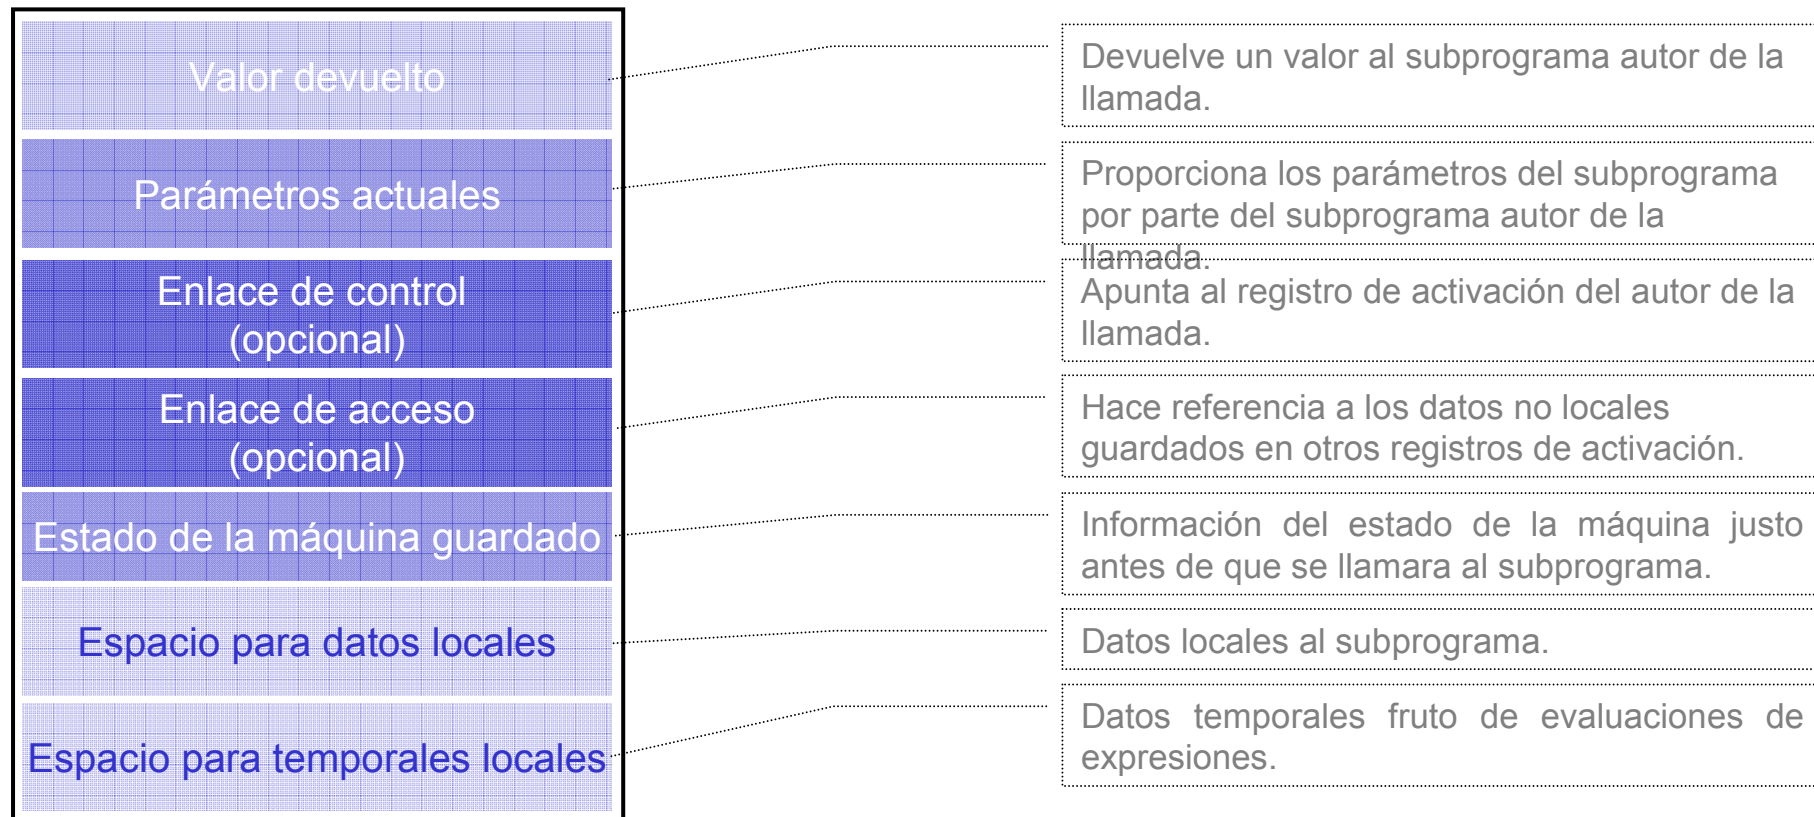 Valor devuelto
Devuelve un valor al subprograma autor de la
llamada.
Parámetros actuales
Proporciona los parámetros del subprograma
por parte del subprograma autor de la
llamada.
Enlace de control
(opcional)
Apunta al registro de activación del autor de la
llamada.
Enlace de acceso
(opcional)
Hace referencia a los datos no locales
guardados en otros registros de activación.
Estado de la máquina guardado
Información del estado de la máquina justo
antes de que se llamara al subprograma.
Espacio para datos locales
Datos locales al subprograma.
Espacio para temporales locales
Datos temporales fruto de evaluaciones de
expresiones.